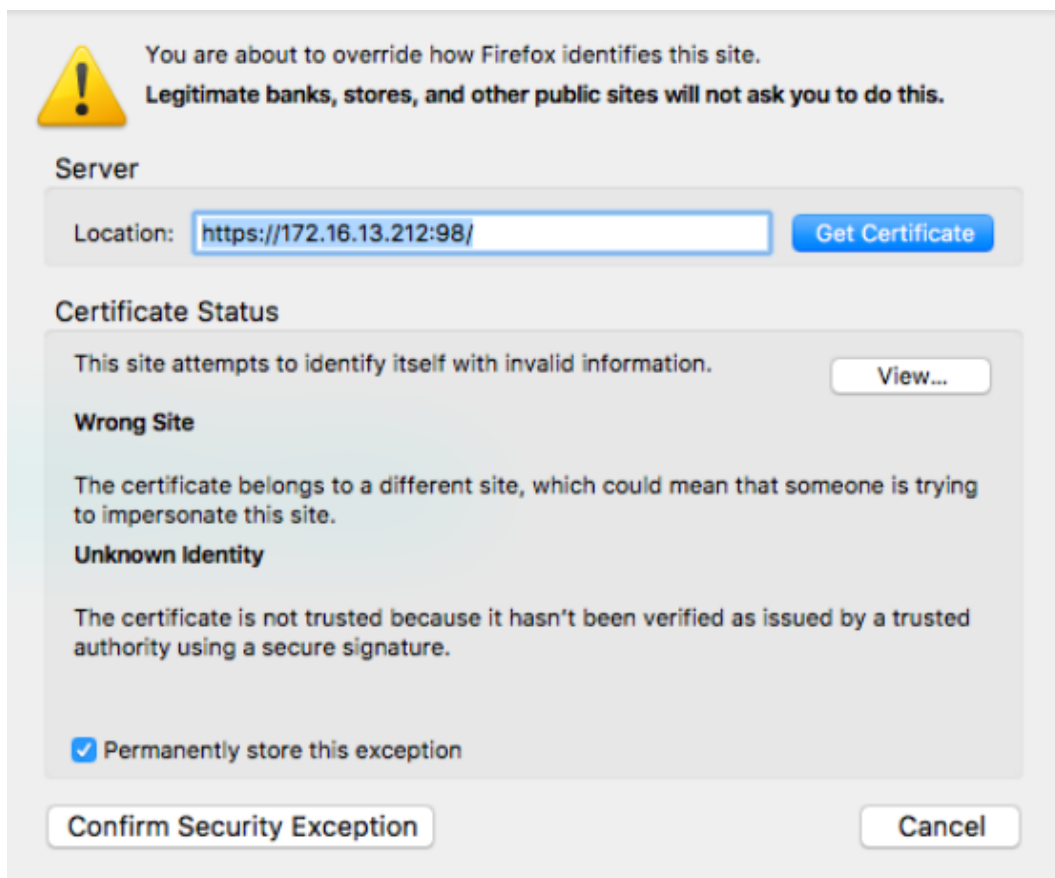 You are about to override how Firefox identifies this site.
Legitimate banks, stores, and other public sites will not ask you to do this.
Server
Location: https://172.16.13.212:98/ Get Certificate
Certificate Status
This site attempts to identify itself with invalid information.
View...
Wrong Site
The certificate belongs to a different site, which could mean that someone is trying
to impersonate this site.
Unknown Identity
The certificate is not trusted because it hasn't been verified as issued by a trusted
authority using a secure signature.
Permanently store this exception
Confirm Security Exception Cancel